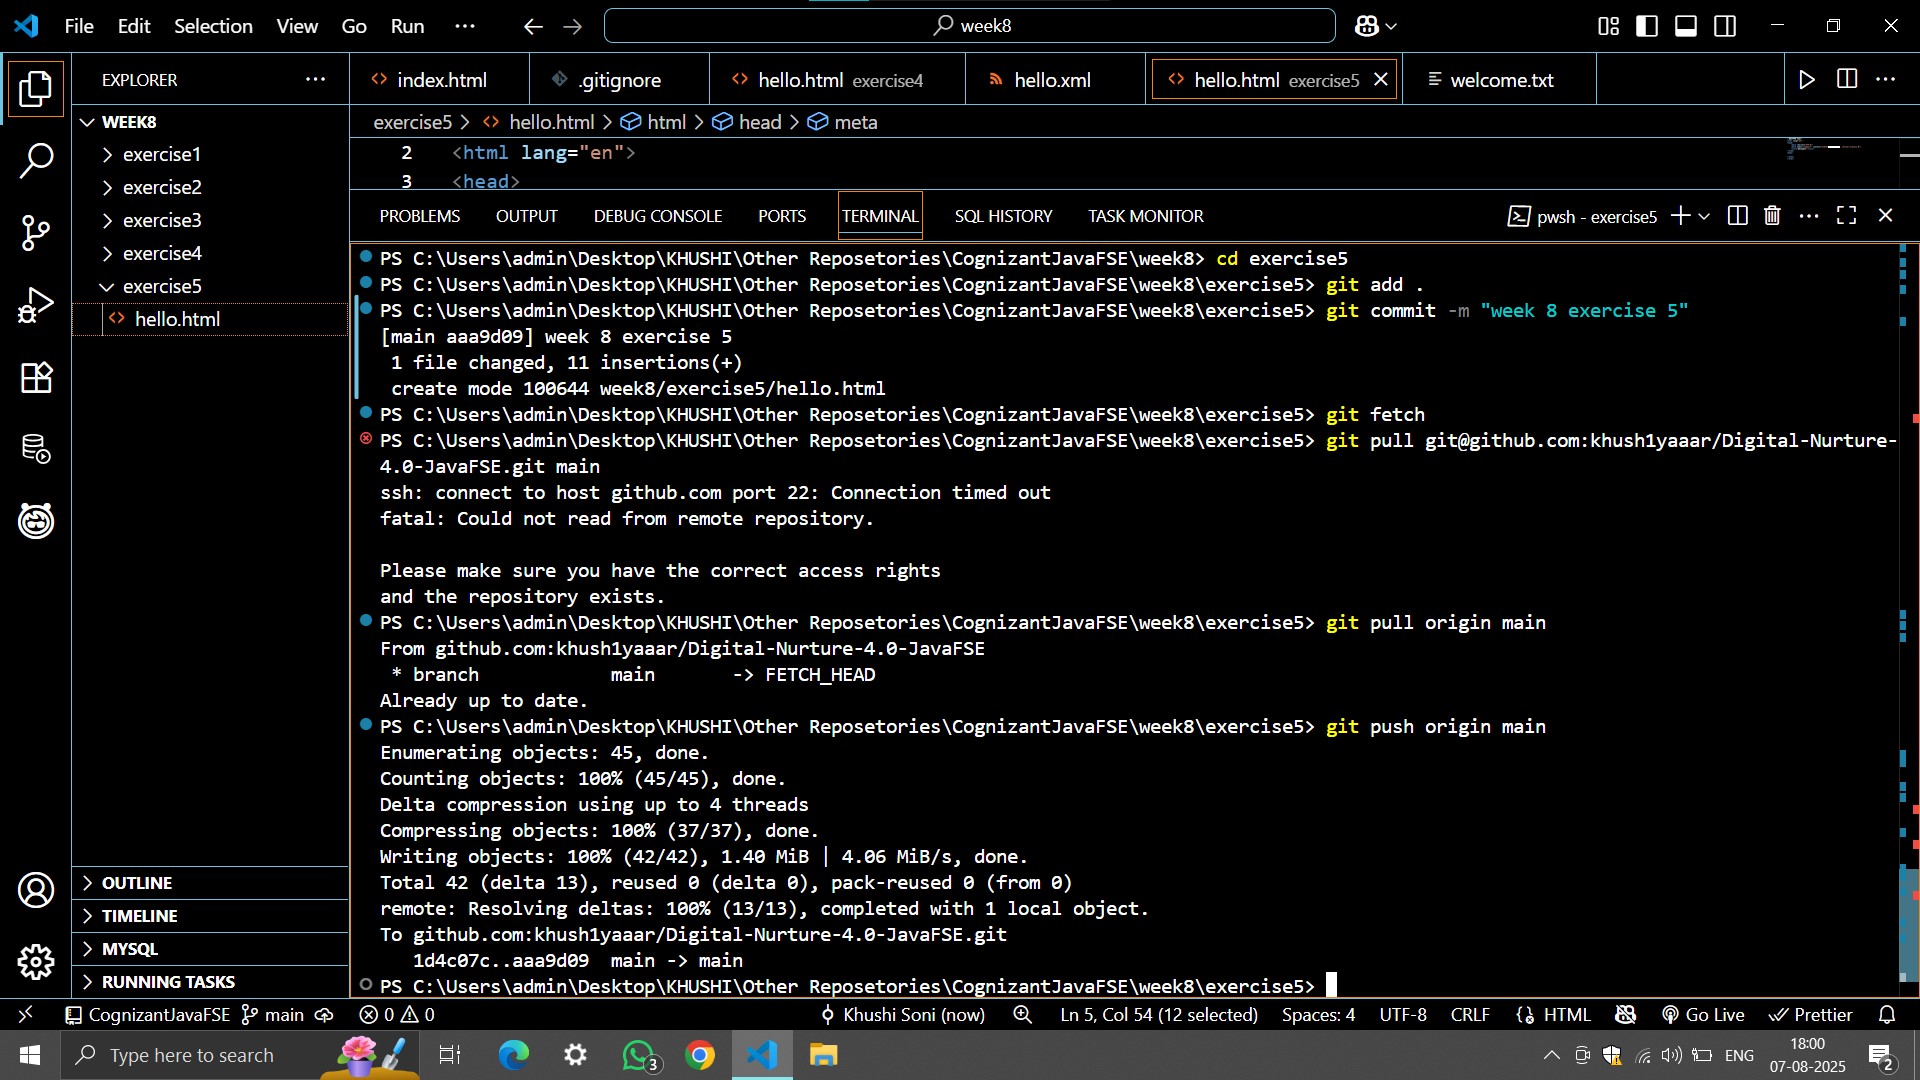 File Edit Selection View Go Run ··· week8
EXPLORER ···
index.html .gitignore hello.html exercise4 hello.xml hello.html exercise5 welcome.txt
WEEK8
exercise1
exercise2
exercise3
exercise4
exercise5
hello.html
OUTLINE
TIMELINE
MYSQL
RUNNING TASKS
exercise5 > hello.html > html > head > meta
2 <html lang="en">
3 <head>
PROBLEMS OUTPUT DEBUG CONSOLE PORTS TERMINAL SQL HISTORY TASK MONITOR pwsh - exercise5
PS C:\Users\admin\Desktop\KHUSHI\Other Reposetories\CognizantJavaFSE\week8> cd exercise5
PS C:\Users\admin\Desktop\KHUSHI\Other Reposetories\CognizantJavaFSE\week8\exercise5> git add .
PS C:\Users\admin\Desktop\KHUSHI\Other Reposetories\CognizantJavaFSE\week8\exercise5> git commit -m "week 8 exercise 5"
[main aaa9d09] week 8 exercise 5
1 file changed, 11 insertions(+)
create mode 100644 week8/exercise5/hello.html
PS C:\Users\admin\Desktop\KHUSHI\Other Reposetories\CognizantJavaFSE\week8\exercise5> git fetch
PS C:\Users\admin\Desktop\KHUSHI\Other Reposetories\CognizantJavaFSE\week8\exercise5> git pull git@github.com:khush1yaaar/Digital-Nurture-
4.0-JavaFSE.git main
ssh: connect to host github.com port 22: Connection timed out
fatal: Could not read from remote repository.
Please make sure you have the correct access rights
and the repository exists.
PS C:\Users\admin\Desktop\KHUSHI\Other Reposetories\CognizantJavaFSE\week8\exercise5> git pull origin main
From github.com:khush1yaaar/Digital-Nurture-4.0-JavaFSE
* branch main -> FETCH_HEAD
Already up to date.
PS C:\Users\admin\Desktop\KHUSHI\Other Reposetories\CognizantJavaFSE\week8\exercise5> git push origin main
Enumerating objects: 45, done.
Counting objects: 100% (45/45), done.
Delta compression using up to 4 threads
Compressing objects: 100% (37/37), done.
Writing objects: 100% (42/42), 1.40 MiB | 4.06 MiB/s, done.
Total 42 (delta 13), reused 0 (delta 0), pack-reused 0 (from 0)
remote: Resolving deltas: 100% (13/13), completed with 1 local object.
To github.com:khush1yaaar/Digital-Nurture-4.0-JavaFSE.git
1d4c07c..aaa9d09 main -> main
PS C:\Users\admin\Desktop\KHUSHI\Other Reposetories\CognizantJavaFSE\week8\exercise5>
CognizantJavaFSE main 0 0 Khushi Soni (now) Ln 5, Col 54 (12 selected) Spaces: 4 UTF-8 CRLF HTML Go Live Prettier
Type here to search 3 ENG 18:00
07-08-2025 2